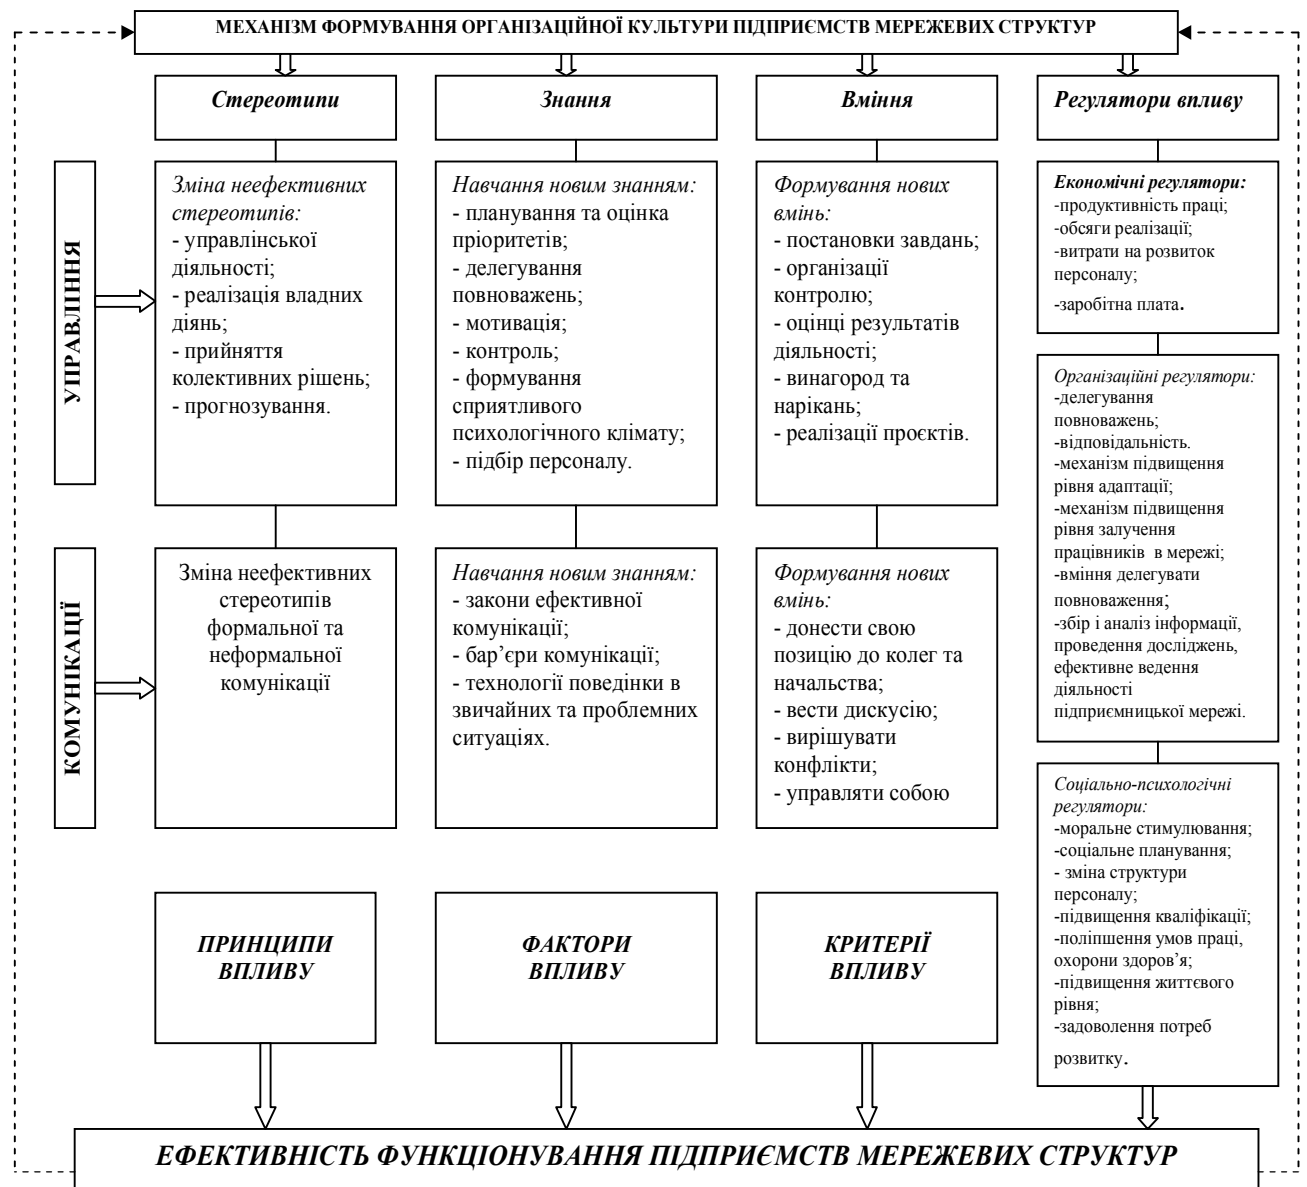 МЕХАНІЗМ ФОРМУВАННЯ ОРГАНІЗАЦІЙНОЇ КУЛЬТУРИ ПІДПРИЄМСТВ МЕРЕЖЕВИХ СТРУКТУР
Стереотипи
Знання
Вміння
Регулятори впливу
УПРАВЛІННЯ
Зміна неефективних
стереотипів:
- управлінської
діяльності;
- реалізація владних
діянь;
- прийняття
колективних рішень;
- прогнозування.
Навчання новим знанням:
- планування та оцінка
пріоритетів;
- делегування
повноважень;
- мотивація;
- контроль;
- формування
сприятливого
психологічного клімату;
- підбір персоналу.
Формування нових
вмінь:
- постановки завдань;
- організації
контролю;
- оцінці результатів
діяльності;
- винагород та
нарікань;
- реалізації проєктів.
Економічні регулятори:
-продуктивність праці;
-обсяги реалізації;
-витрати на розвиток
персоналу;
-заробітна плата.
Організаційні регулятори:
-делегування
повноважень;
-відповідальність.
-механізм підвищення
рівня адаптації;
-механізм підвищення
рівня залучення
працівників в мережі;
-вміння делегувати
повноваження;
-збір і аналіз інформації,
проведення досліджень,
ефективне ведення
діяльності
підприємницької мережі.
КОМУНІКАЦІЇ
Зміна неефективних
стереотипів
формальної та
неформальної
комунікації
Навчання новим знанням:
- закони ефективної
комунікації;
- бар’єри комунікації;
- технології поведінки в
звичайних та проблемних
ситуаціях.
Формування нових
вмінь:
- донести свою
позицію до колег та
начальства;
- вести дискусію;
- вирішувати
конфлікти;
- управляти собою
Соціально-психологічні
регулятори:
-моральне стимулювання;
-соціальне планування;
- зміна структури
персоналу;
-підвищення кваліфікації;
-поліпшення умов праці,
охорони здоров’я;
-підвищення життєвого
рівня;
-задоволення потреб
розвитку.
ПРИНЦИПИ
ВПЛИВУ
ФАКТОРИ
ВПЛИВУ
КРИТЕРІЇ
ВПЛИВУ
ЕФЕКТИВНІСТЬ ФУНКЦІОНУВАННЯ ПІДПРИЄМСТВ МЕРЕЖЕВИХ СТРУКТУР